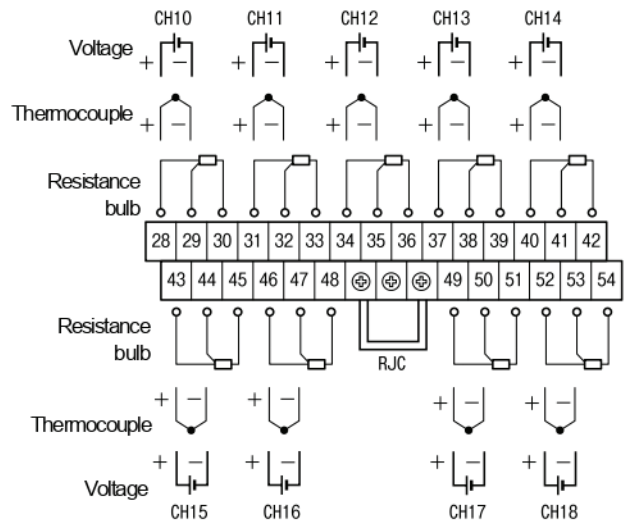 CH10 CH11 CH12 CH13 CH14
Voltage + − + − + − + − + −
Thermocouple + − + − + − + − + −
Resistance
bulb
28 29 30 31 32 33 34 35 36 37 38 39 40 41 42
43 44 45 46 47 48 49 50 51 52 53 54
Resistance
bulb
RJC
Thermocouple + − + − + − + −
Voltage + − + − + − + −
CH15 CH16 CH17 CH18